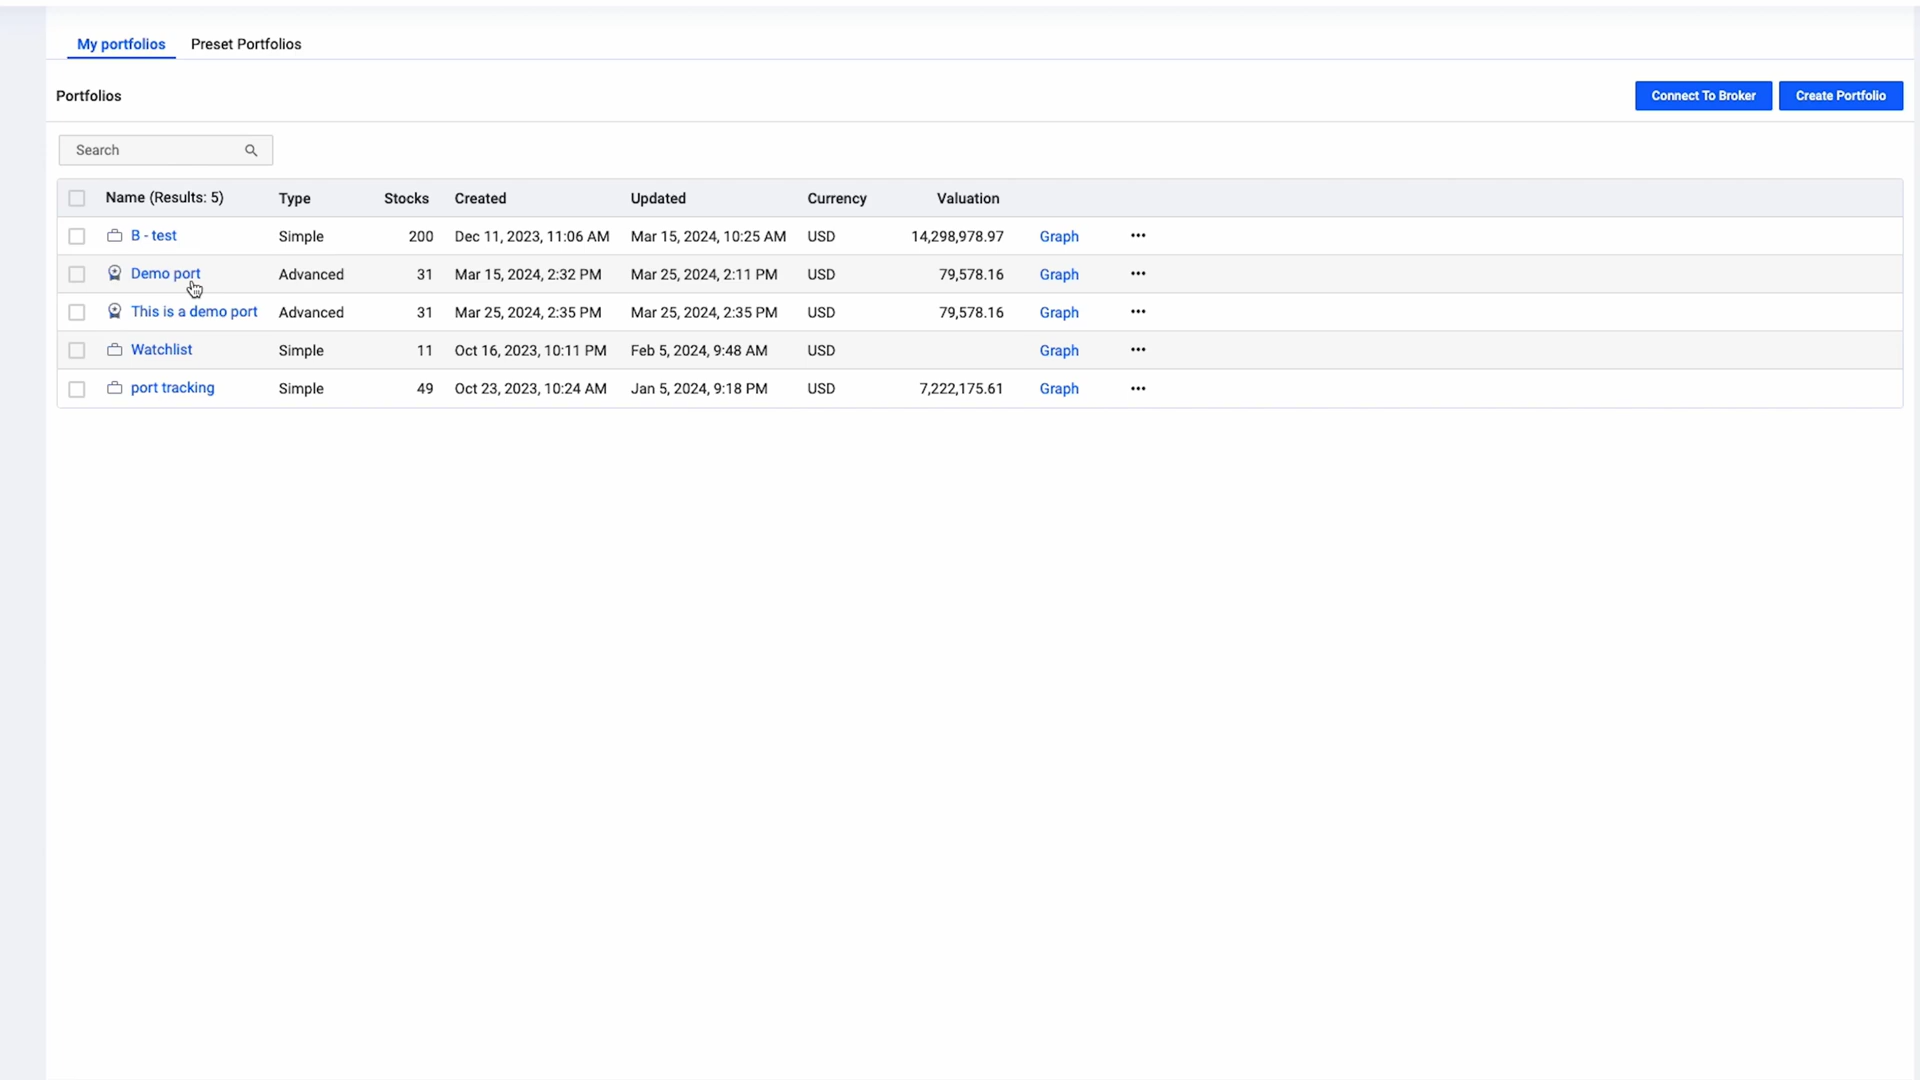 My portfolios Preset Portfolios
Portfolios Connect To Broker Create Portfolio
Search
Name (Results: 5) Type Stocks Created Updated Currency Valuation
B - test Simple 200 Dec 11, 2023, 11:06 AM Mar 15, 2024, 10:25 AM USD 14,298,978.97 Graph •••
Demo port Advanced 31 Mar 15, 2024, 2:32 PM Mar 25, 2024, 2:11 PM USD 79,578.16 Graph •••
This is a demo port Advanced 31 Mar 25, 2024, 2:35 PM Mar 25, 2024, 2:35 PM USD 79,578.16 Graph •••
Watchlist Simple 11 Oct 16, 2023, 10:11 PM Feb 5, 2024, 9:48 AM USD Graph •••
port tracking Simple 49 Oct 23, 2023, 10:24 AM Jan 5, 2024, 9:18 PM USD 7,222,175.61 Graph •••